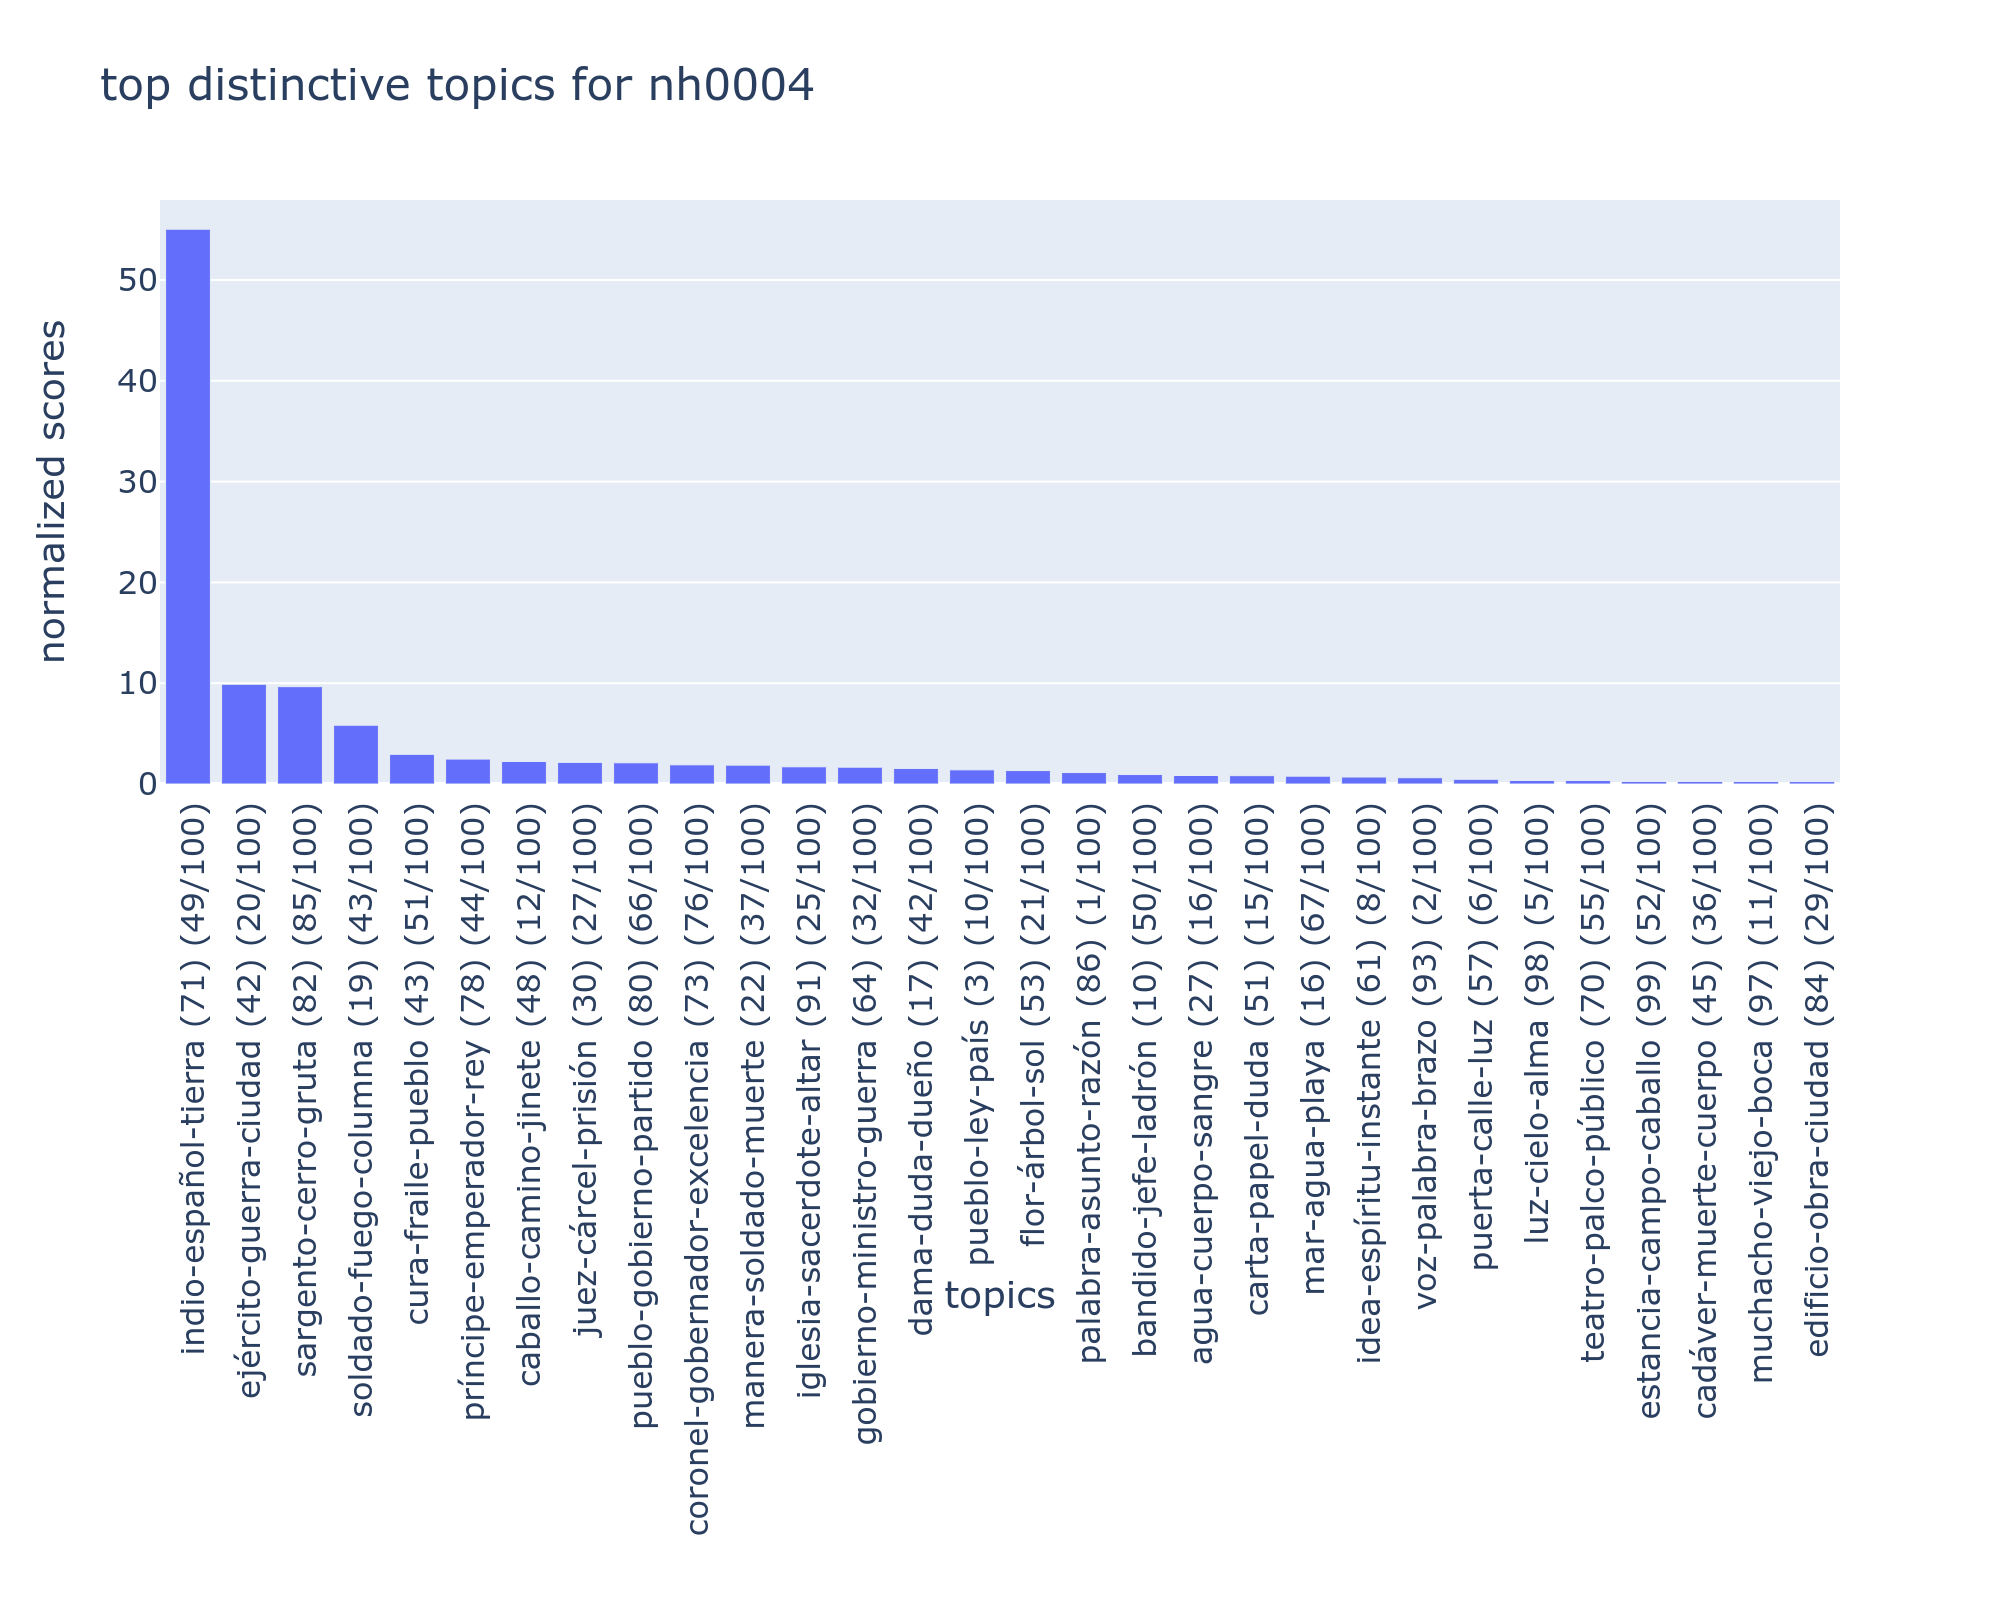 top distinctive topics for nh0004
normalized scores
50
40
30
20
10
0
indio-español-tierra (71) (49/100)
ejército-guerra-ciudad (42) (20/100)
sargento-cerro-gruta (82) (85/100)
soldado-fuego-columna (19) (43/100)
cura-fraile-pueblo (43) (51/100)
príncipe-emperador-rey (78) (44/100)
caballo-camino-jinete (48) (12/100)
juez-cárcel-prisión (30) (27/100)
pueblo-gobierno-partido (80) (66/100)
coronel-gobernador-excelencia (73) (76/100)
manera-soldado-muerte (22) (37/100)
iglesia-sacerdote-altar (91) (25/100)
gobierno-ministro-guerra (64) (32/100)
dama-duda-dueño (17) (42/100)
pueblo-ley-país (3) (10/100)
flor-árbol-sol (53) (21/100)
palabra-asunto-razón (86) (1/100)
bandido-jefe-ladrón (10) (50/100)
agua-cuerpo-sangre (27) (16/100)
carta-papel-duda (51) (15/100)
mar-agua-playa (16) (67/100)
idea-espíritu-instante (61) (8/100)
voz-palabra-brazo (93) (2/100)
puerta-calle-luz (57) (6/100)
luz-cielo-alma (98) (5/100)
teatro-palco-público (70) (55/100)
estancia-campo-caballo (99) (52/100)
cadáver-muerte-cuerpo (45) (36/100)
muchacho-viejo-boca (97) (11/100)
edificio-obra-ciudad (84) (29/100)
topics